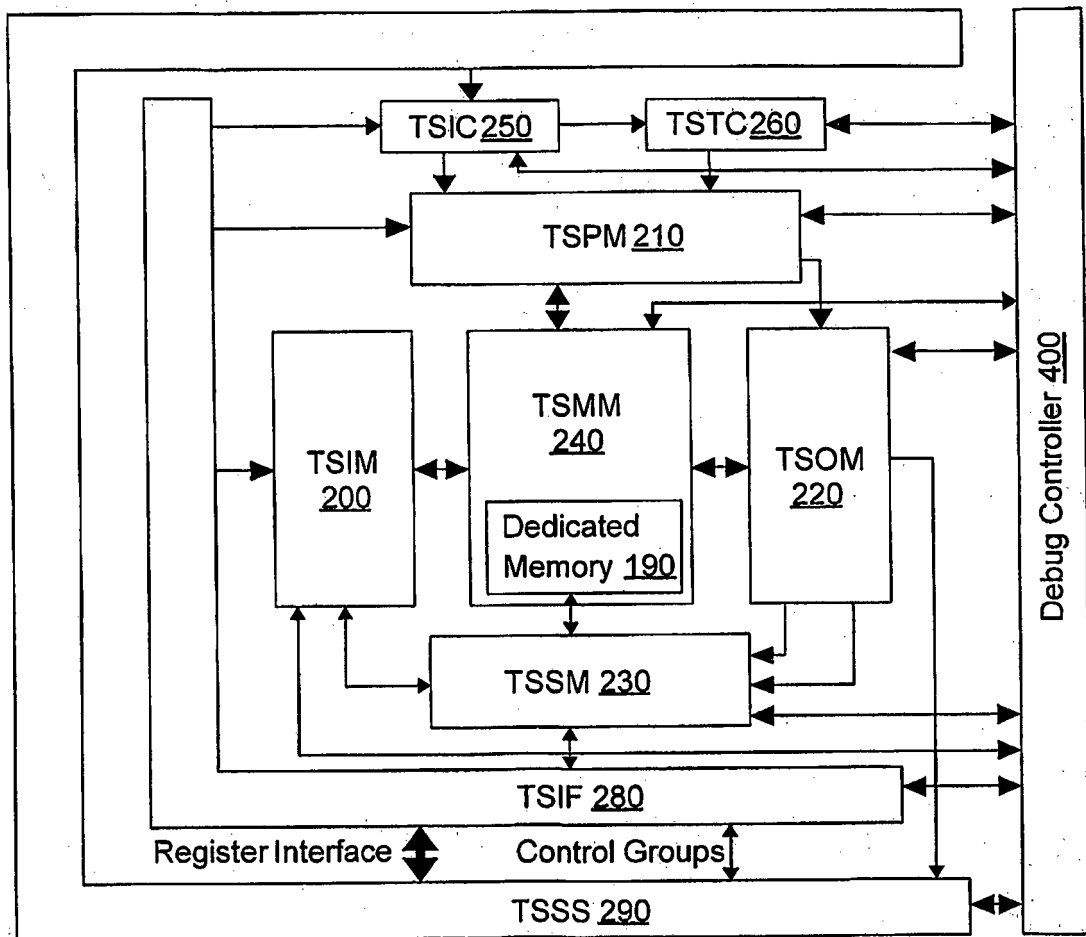 TSIC250
TSTC260
TSPM 210
TSIM
200
TSMM
240
TSOM
220
Dedicated
Memory 190
TSSM 230
TSIF 280
Register Interface
Control Groups
TSSS 290
Debug Controller 400